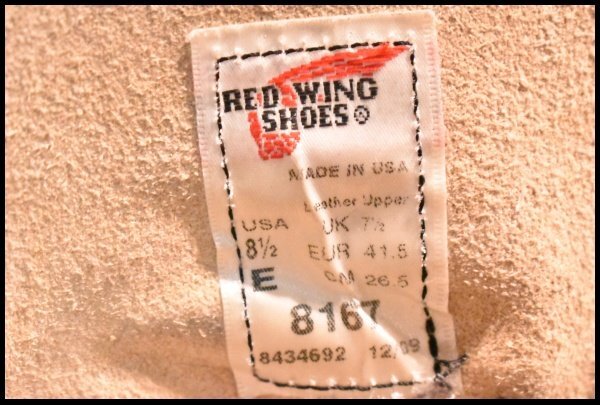 RED WING
SHOES®
MADE IN USA
Leather Upper
USA UK 7½
8½ EUR 41.5
E CM 26.5
8167
8434692 12/09